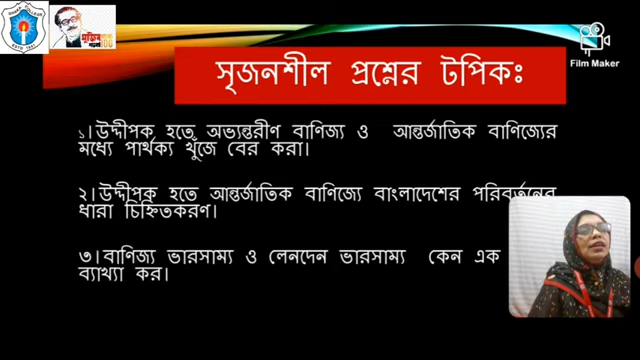 সৃজনশীল প্রশ্নের টপিকঃ
Film Maker
১। উদ্দীপক হতে অভ্যন্তরীণ বাণিজ্য ও আন্তর্জাতিক বাণিজ্যের
মধ্যে পার্থক্য খুঁজে বের করা।
২। উদ্দীপক হতে আন্তর্জাতিক বাণিজ্যে বাংলাদেশের পরিবর্তনের
ধারা চিহ্নিতকরণ।
৩। বাণিজ্য ভারসাম্য ও লেনদেন ভারসাম্য কেন এক
ব্যাখ্যা কর।